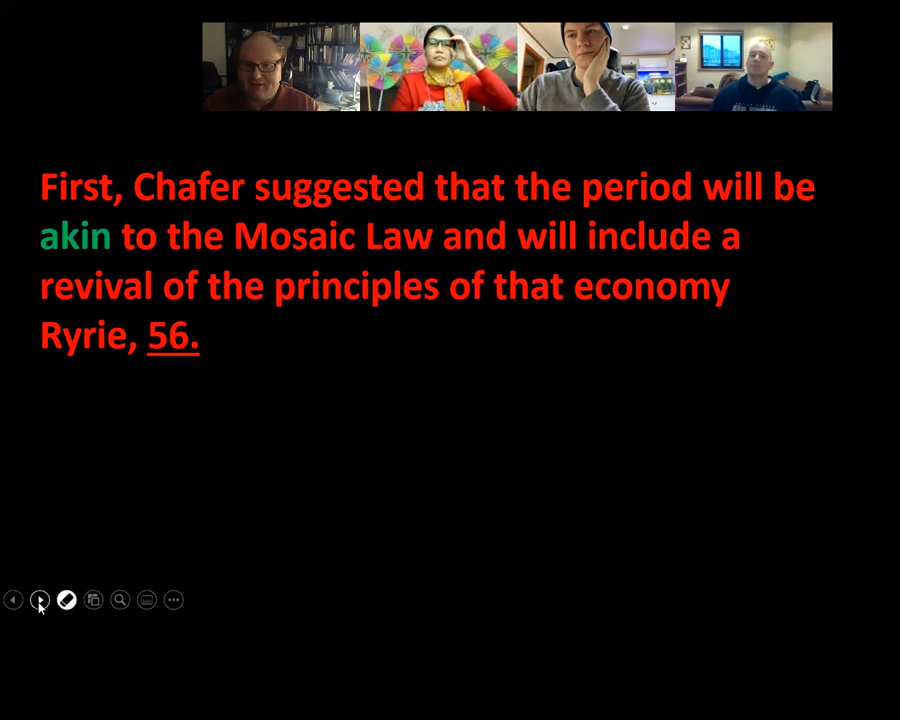 First, Chafer suggested that the period will be
akin to the Mosaic Law and will include a
revival of the principles of that economy
Ryrie, 56.